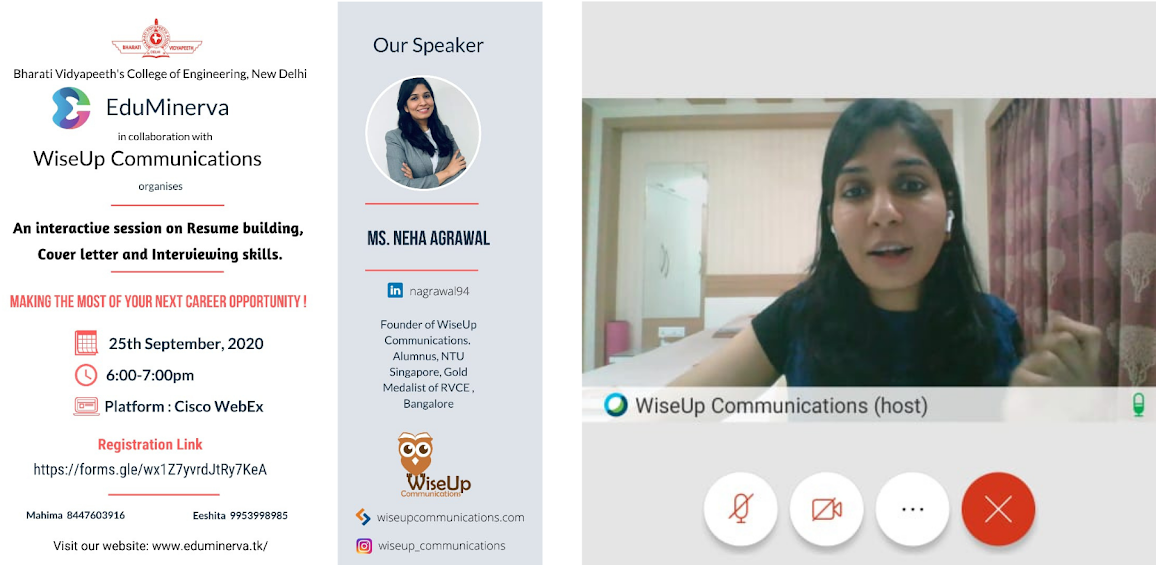 BHARATI VIDYAPEETH
DELHI
Bharati Vidyapeeth's College of Engineering, New Delhi
EduMinerva
in collaboration with
WiseUp Communications
organises
An interactive session on Resume building,
Cover letter and Interviewing skills.
MAKING THE MOST OF YOUR NEXT CAREER OPPORTUNITY !
25th September, 2020
6:00-7:00pm
Platform : Cisco WebEx
Registration Link
https://forms.gle/wx1Z7yvrdJtRy7KeA
Mahima 8447603916 Eeshita 9953998985
Visit our website: www.eduminerva.tk/
Our Speaker
MS. NEHA AGRAWAL
in nagrawal94
Founder of WiseUp
Communications.
Alumnus, NTU
Singapore, Gold
Medalist of RVCE ,
Bangalore
WiseUp
Communications
wiseupcommunications.com
wiseup_communications
WiseUp Communications (host)